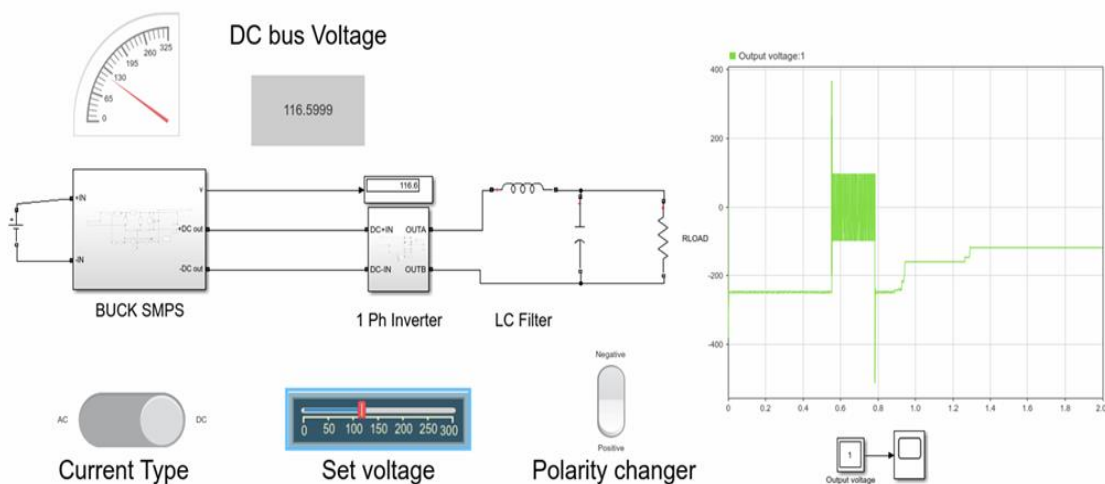 DC bus Voltage
0
65
130
195
260
325
116.5999
Output voltage:1
400
200
0
-200
-400
0
0.2
0.4
0.6
0.8
1.0
1.2
1.4
1.6
1.8
2.0
+IN
-IN
v
+DC out
-DC out
BUCK SMPS
116.6
DC+IN
OUTA
DC-IN
OUTB
1 Ph Inverter
LC Filter
RLOAD
AC
DC
Current Type
0 50 100 150 200 250 300
Set voltage
Negative
Positive
Polarity changer
1
Output voltage